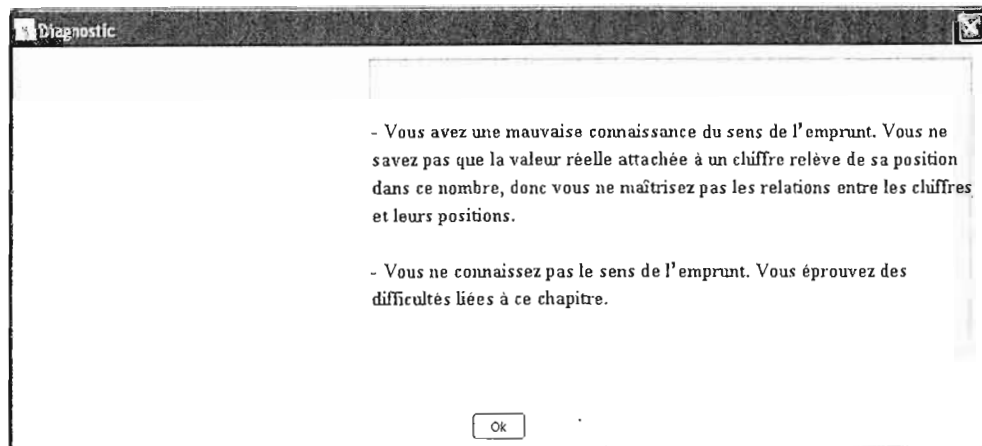 Diagnostic
- Vous avez une mauvaise connaissance du sens de l'emprunt. Vous ne
savez pas que la valeur réelle attachée à un chiffre relève de sa position
dans ce nombre, donc vous ne maîtrisez pas les relations entre les chiffres
et leurs positions.
- Vous ne connaissez pas le sens de l'emprunt. Vous éprouvez des
difficultés liées à ce chapitre.
Ok